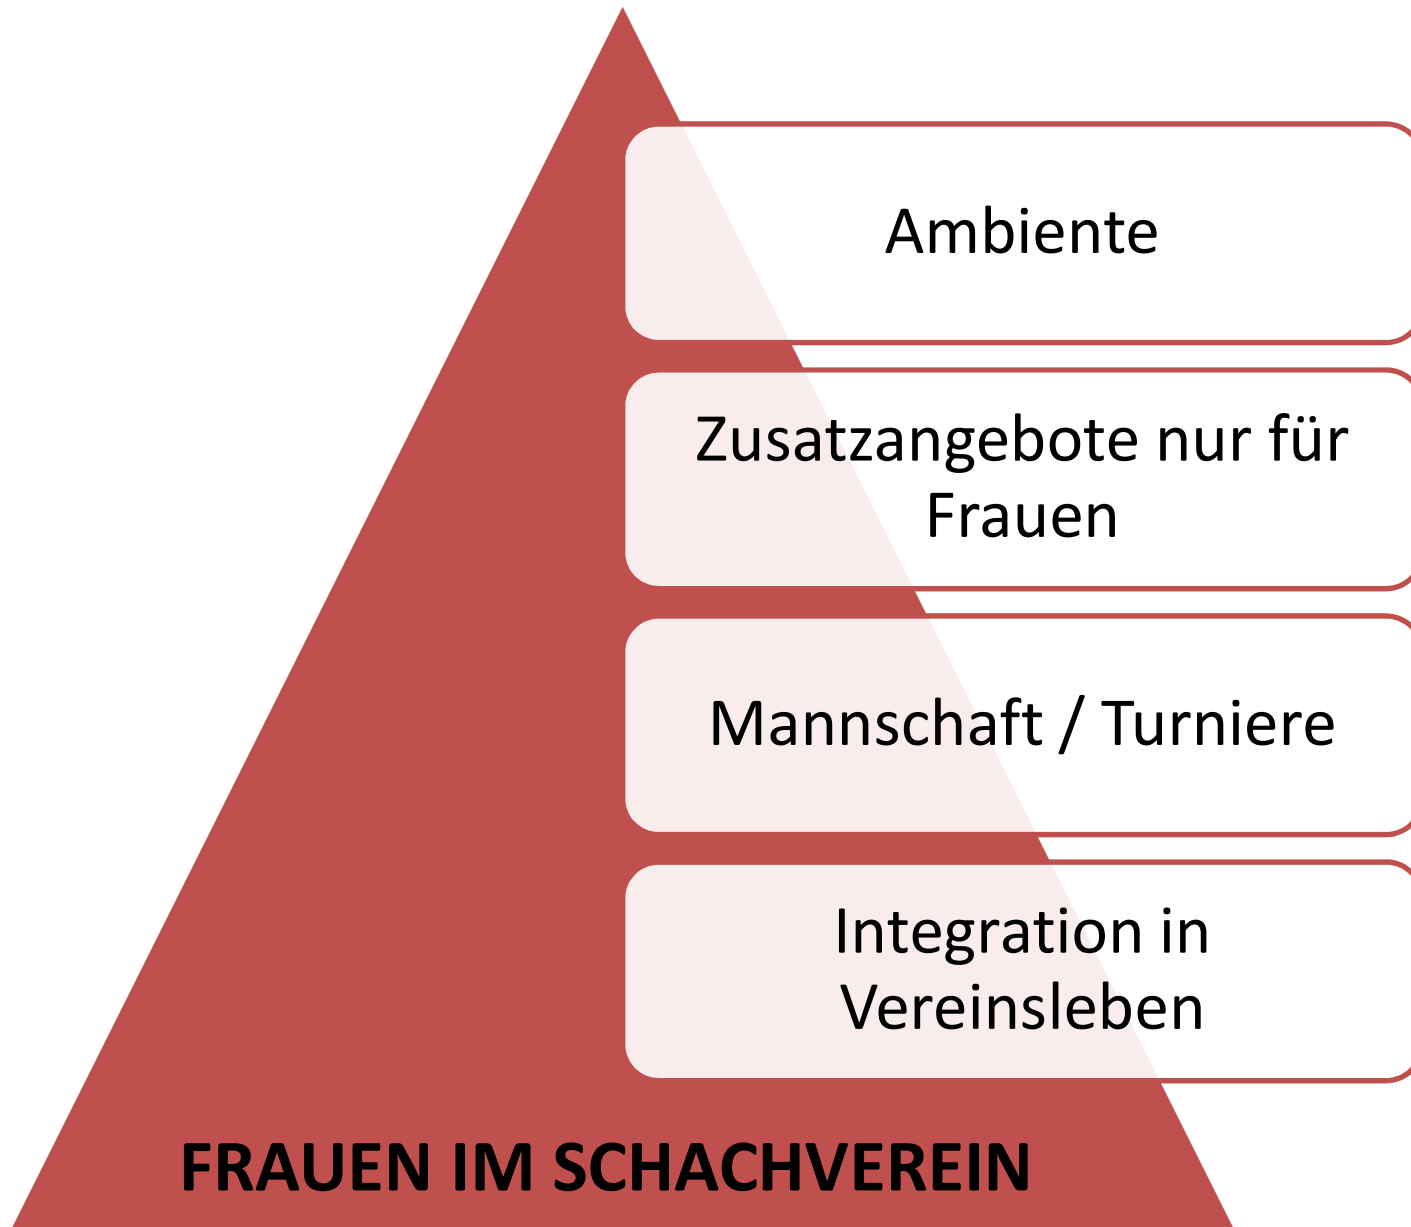 Ambiente
Zusatzangebote nur für
Frauen
Mannschaft / Turniere
Integration in
Vereinsleben
FRAUEN IM SCHACHVEREIN